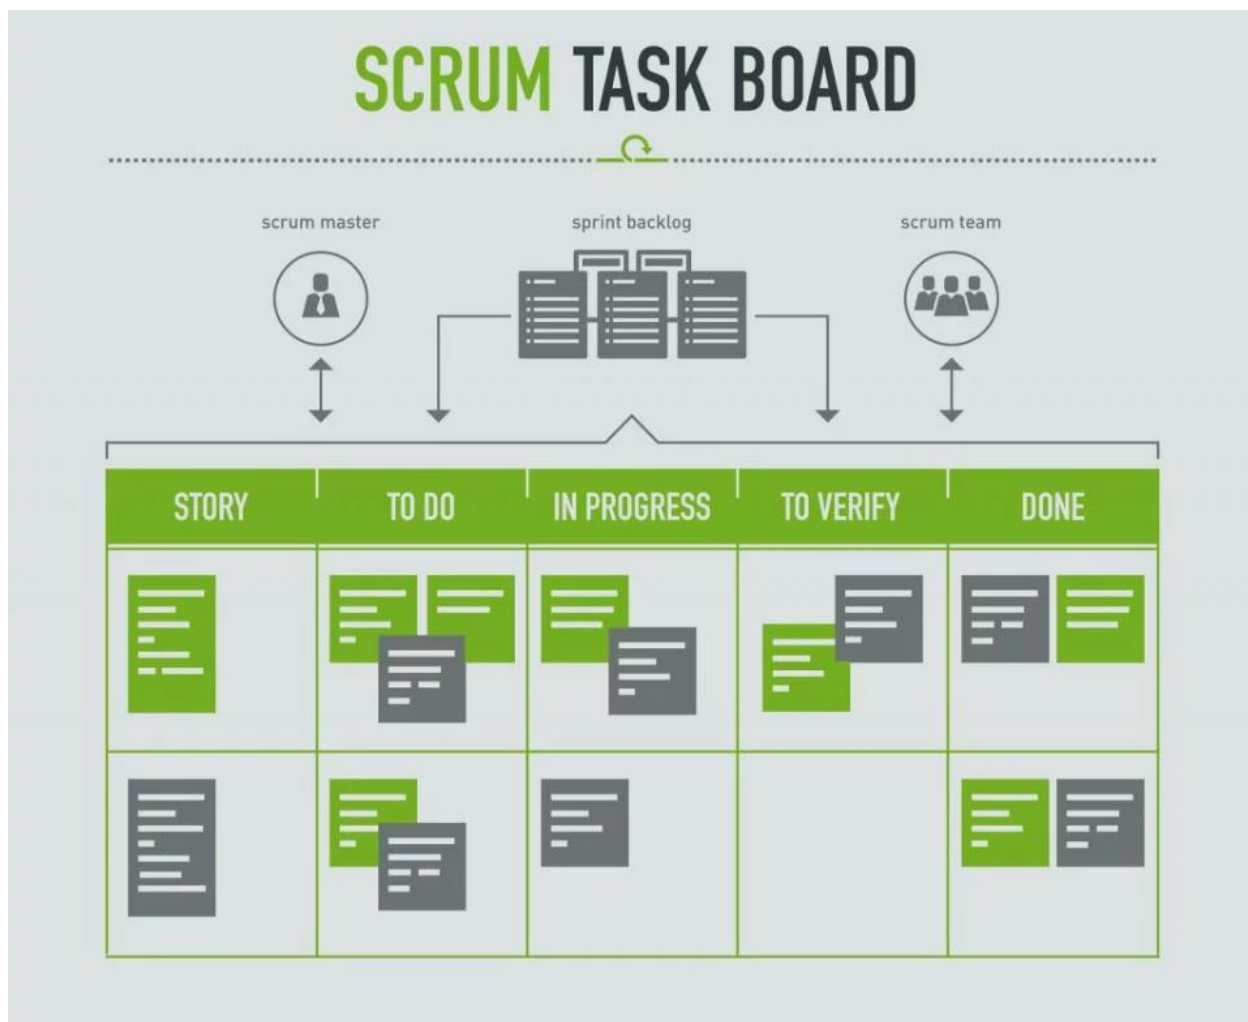 SCRUM TASK BOARD
scrum master
sprint backlog
scrum team
STORY
TO DO
IN PROGRESS
TO VERIFY
DONE